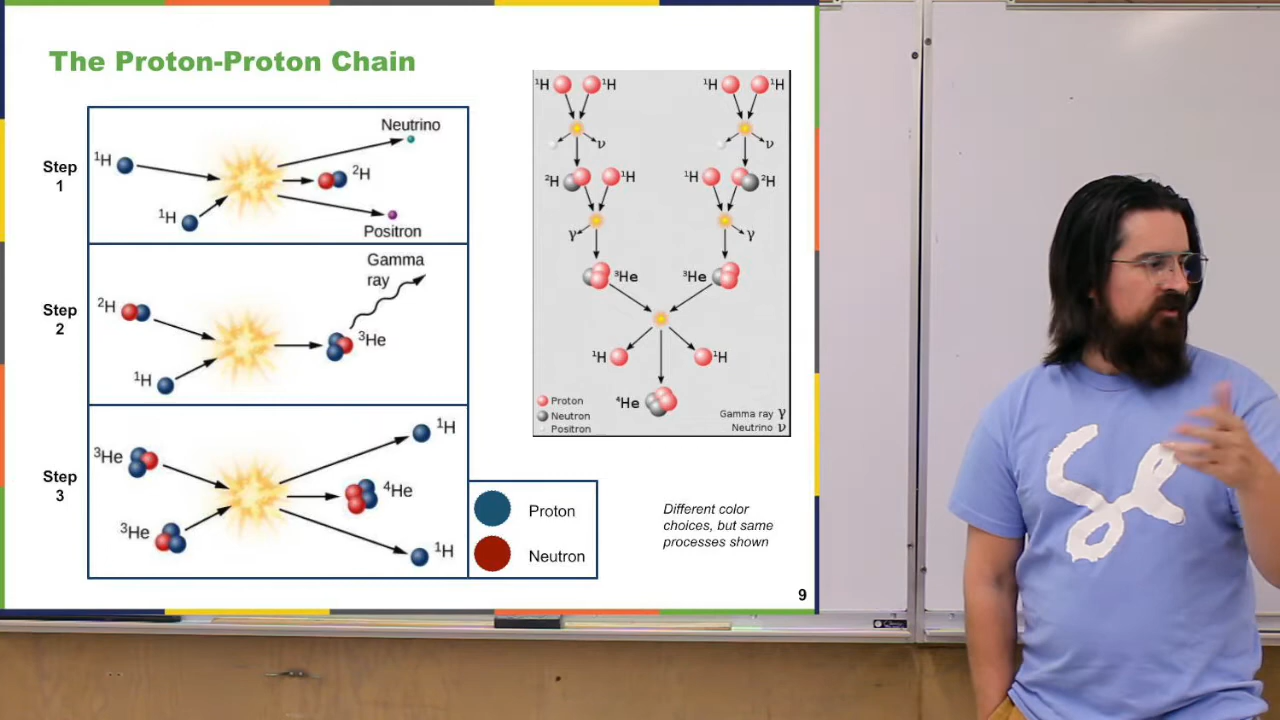 The Proton-Proton Chain
Step
1
¹H
¹H
Neutrino
²H
Positron
Step
2
²H
¹H
Gamma
ray
³He
Step
3
³He
³He
¹H
⁴He
¹H
Proton
Neutron
¹H ¹H ¹H ¹H
ν ν
²H ¹H ¹H ²H
γ γ
³He ³He
¹H ¹H
⁴He
Proton
Neutron
Positron
Gamma ray γ
Neutrino ν
Different color
choices, but same
processes shown
9